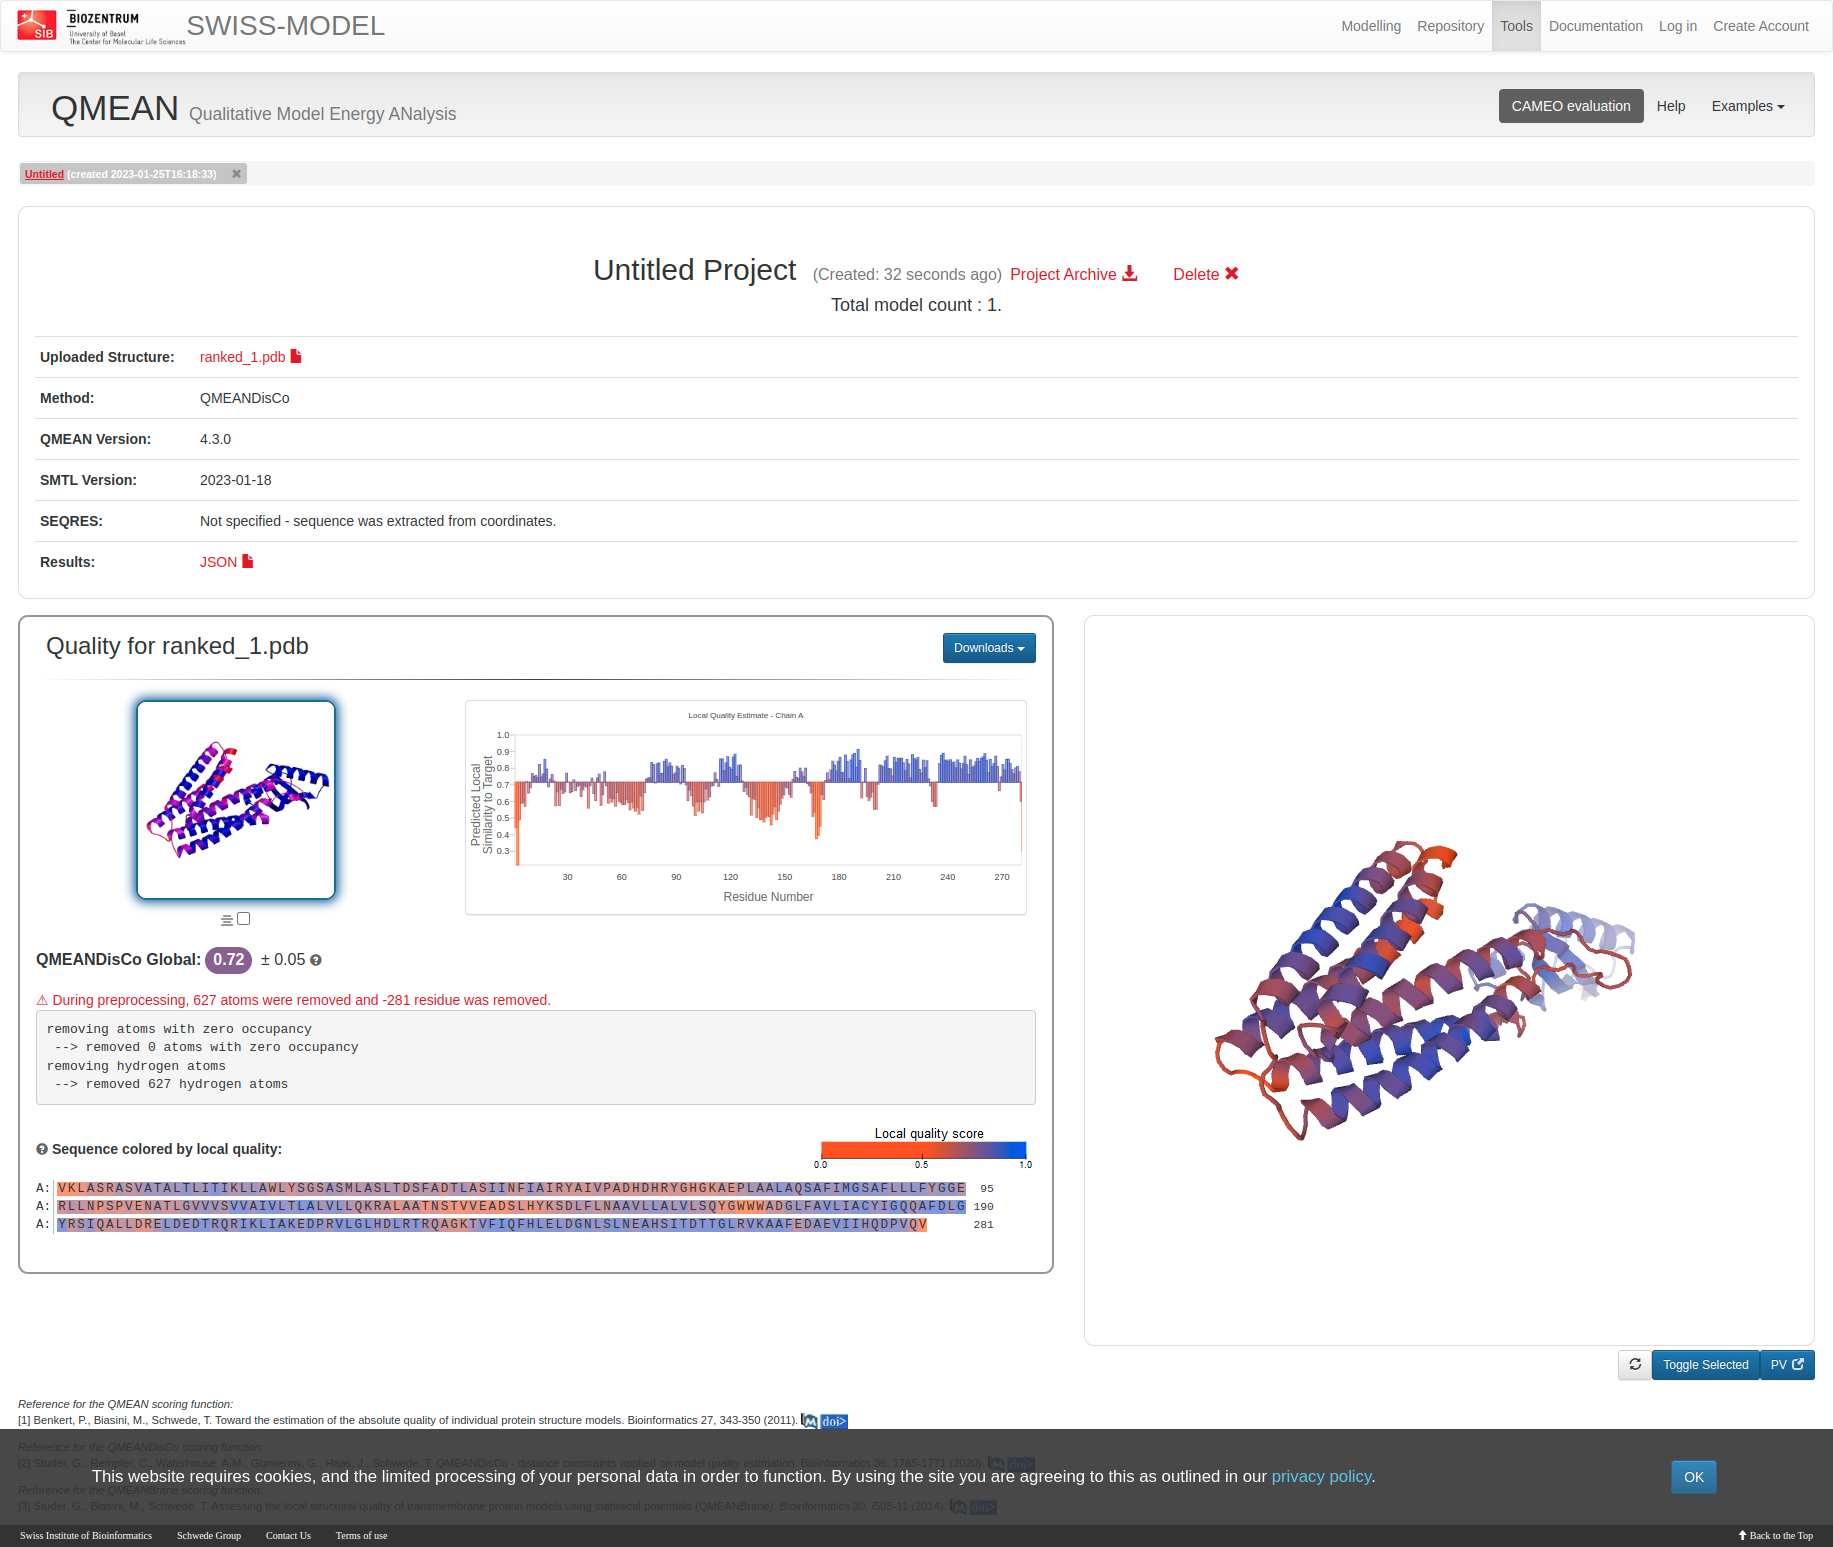 SIB
BIOZENTRUM
University of Basel
The Center for Molecular Life Sciences
SWISS-MODEL
Modelling
Repository
Tools
Documentation
Log in
Create Account
QMEAN Qualitative Model Energy ANalysis
CAMEO evaluation
Help
Examples
Untitled (created 2023-01-25T16:18:33) ✖
Untitled Project (Created: 32 seconds ago) Project Archive Delete ✖
Total model count : 1.
Uploaded Structure: ranked_1.pdb
Method: QMEANDisCo
QMEAN Version: 4.3.0
SMTL Version: 2023-01-18
SEQRES: Not specified - sequence was extracted from coordinates.
Results: JSON
Quality for ranked_1.pdb
Downloads
Local Quality Estimate - Chain A
Predicted Local
Similarity to Target
1.0
0.9
0.8
0.7
0.6
0.5
0.4
0.3
30 60 90 120 150 180 210 240 270
Residue Number
QMEANDisCo Global: 0.72 ± 0.05
⚠ During preprocessing, 627 atoms were removed and -281 residue was removed.
removing atoms with zero occupancy
--> removed 0 atoms with zero occupancy
removing hydrogen atoms
--> removed 627 hydrogen atoms
Sequence colored by local quality:
Local quality score
0.0 0.5 1.0
A: VKLASRASVATALTLITIKLLAWLYSGSASMLASLTDSFADTLASIINFIAIRYAIVPADHDHRYGHGKAEPLAALAQSAFIMGSAFLLLFYGGE 95
A: RLLNPSPVENATLGVVVSVVAIVLTLALVLLQKRALAATNSTVVEADSLHYKSDLFLNAAVLLALVLSQYGWWWADGLFAVLIACYIGQQAFDLG 190
A: YRSIQALLDRELDEDTRQRIKLIAKEDPRVLGLHDLRTRQAGKTVFIQFHLELDGNLSLNEAHSITDTTGLRVKAAFEDAEVIIHQDPVQV 281
Toggle Selected
PV
Reference for the QMEAN scoring function:
[1] Benkert, P., Biasini, M., Schwede, T. Toward the estimation of the absolute quality of individual protein structure models. Bioinformatics 27, 343-350 (2011). M doi>
Reference for the QMEANDisCo scoring function:
[2] Studer, G., Rempfer, C., Waterhouse, A.M., Gumienny, G., Haas, J., Schwede, T. QMEANDisCo - distance constraints applied on model quality estimation. Bioinformatics 36, 1765-1771 (2020). M doi>
This website requires cookies, and the limited processing of your personal data in order to function. By using the site you are agreeing to this as outlined in our privacy policy.
OK
Reference for the QMEANBrane scoring function:
[3] Studer, G., Biasini, M., Schwede, T. Assessing the local structural quality of transmembrane protein models using statistical potentials (QMEANBrane). Bioinformatics 30, i505-11 (2014). M doi>
Swiss Institute of Bioinformatics
Schwede Group
Contact Us
Terms of use
Back to the Top